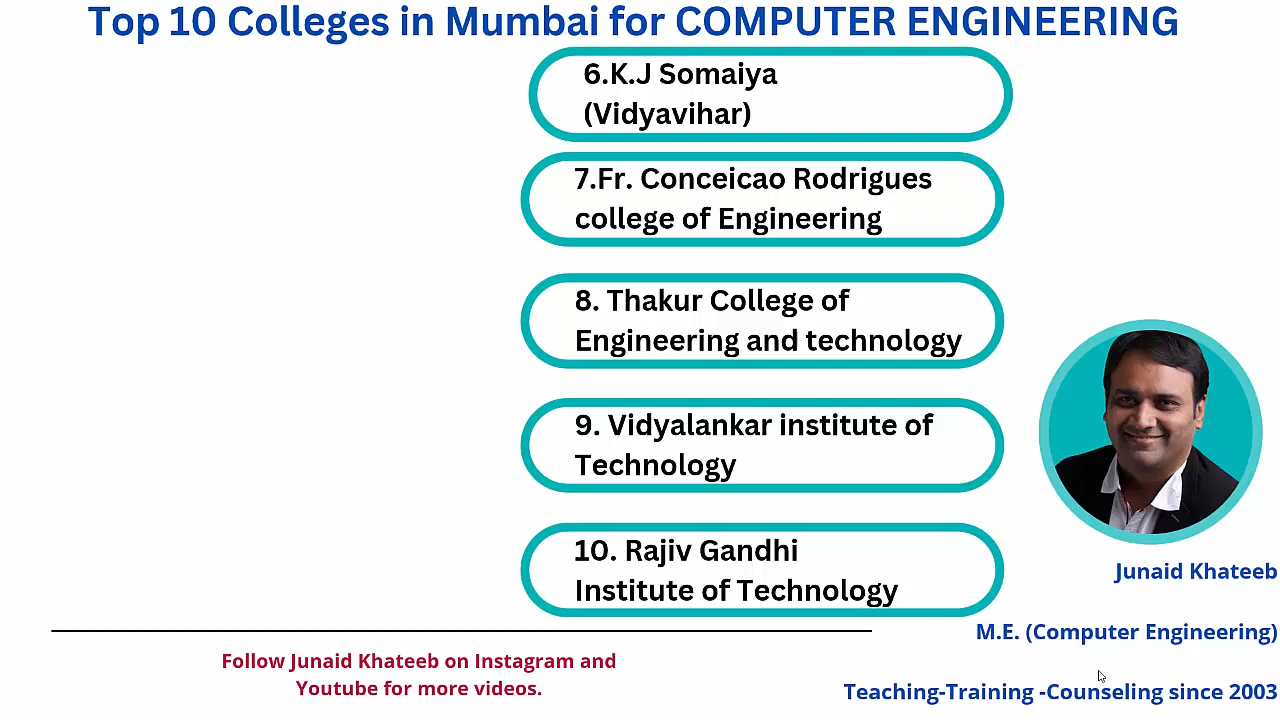 Top 10 Colleges in Mumbai for COMPUTER ENGINEERING
6.K.J Somaiya
(Vidyavihar)
7.Fr. Conceicao Rodrigues
college of Engineering
8. Thakur College of
Engineering and technology
9. Vidyalankar institute of
Technology
10. Rajiv Gandhi
Institute of Technology
Junaid Khateeb
M.E. (Computer Engineering)
Teaching-Training -Counseling since 2003
Follow Junaid Khateeb on Instagram and
Youtube for more videos.